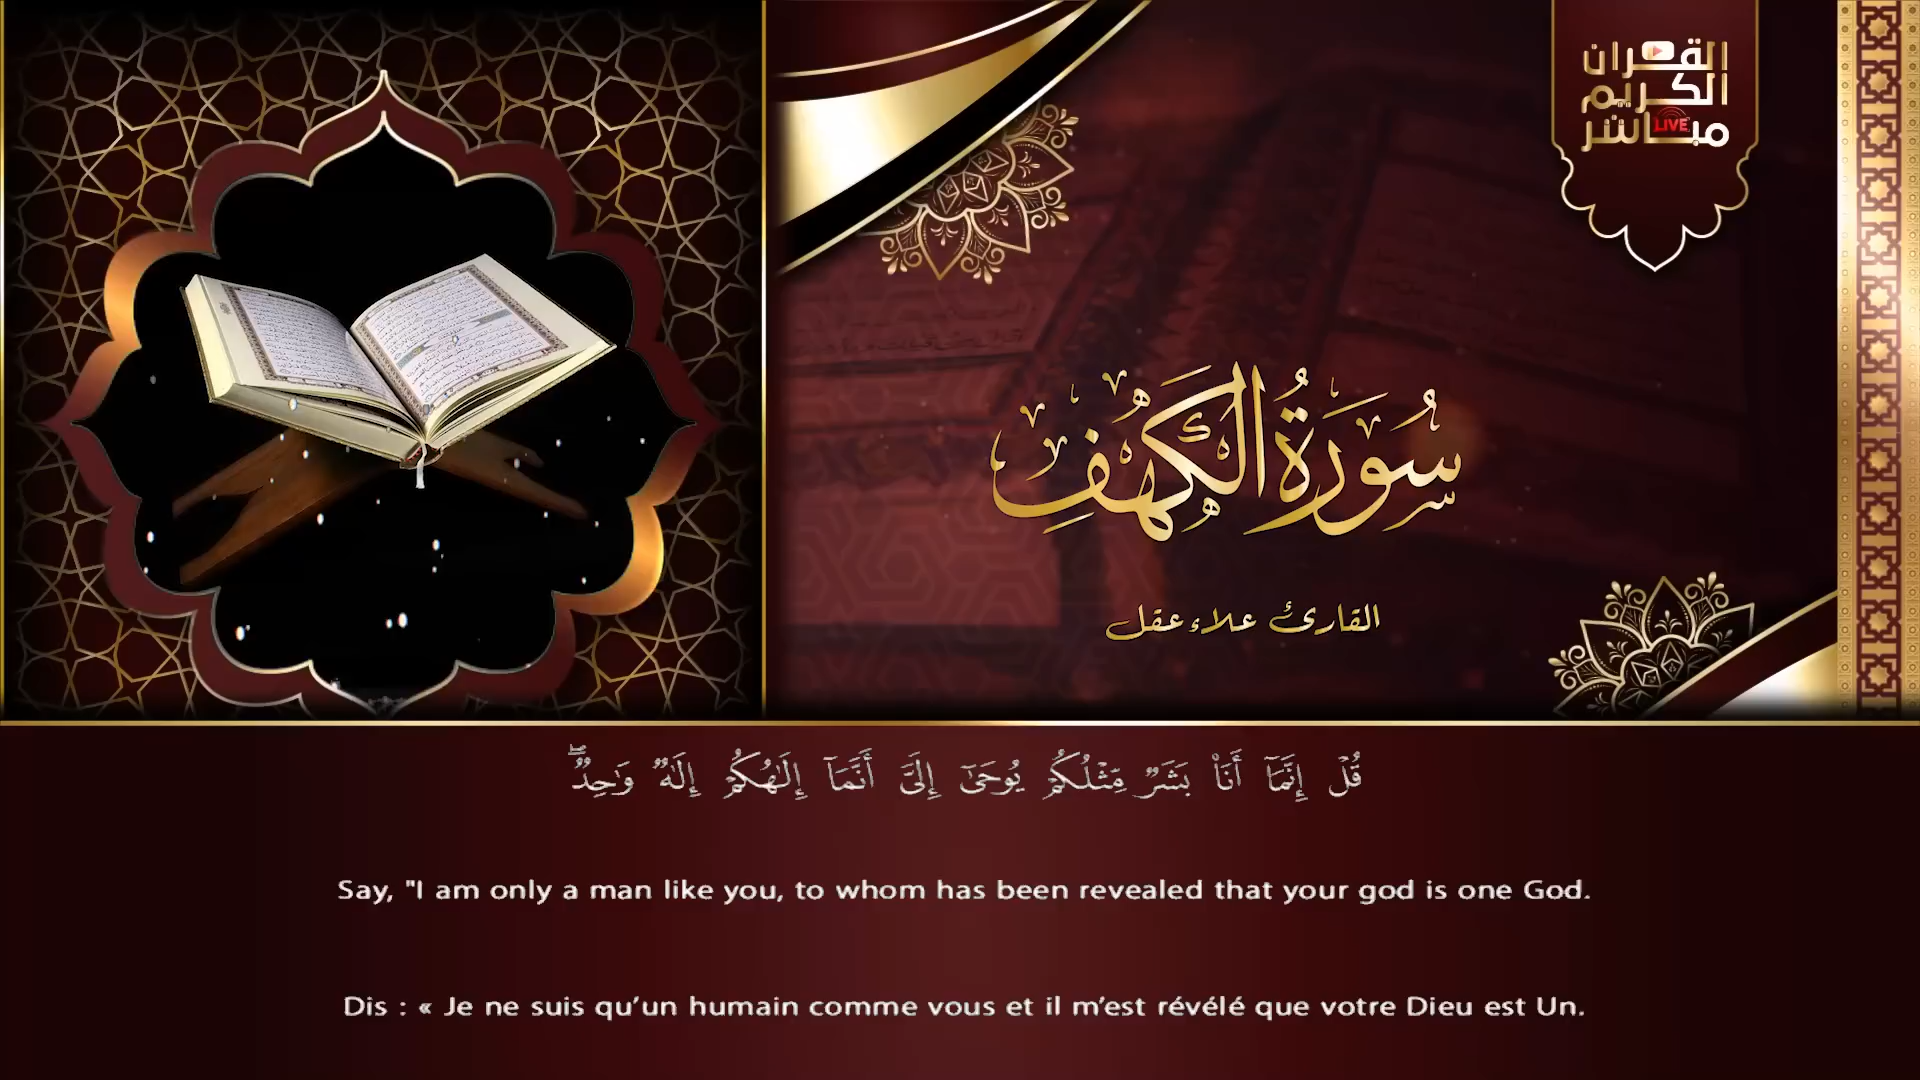 القرآن
الكريم
مباشر
LIVE
سُورَةُ الكَهْفِ
القارئ علاء عقل
قُلْ إِنَّمَآ أَنَا۠ بَشَرٌ مِّثْلُكُمْ يُوحَىٰٓ إِلَىَّ أَنَّمَآ إِلَٰهُكُمْ إِلَٰهٌ وَٰحِدٌ ۖ
Say, "I am only a man like you, to whom has been revealed that your god is one God.
Dis : « Je ne suis qu’un humain comme vous et il m’est révélé que votre Dieu est Un.